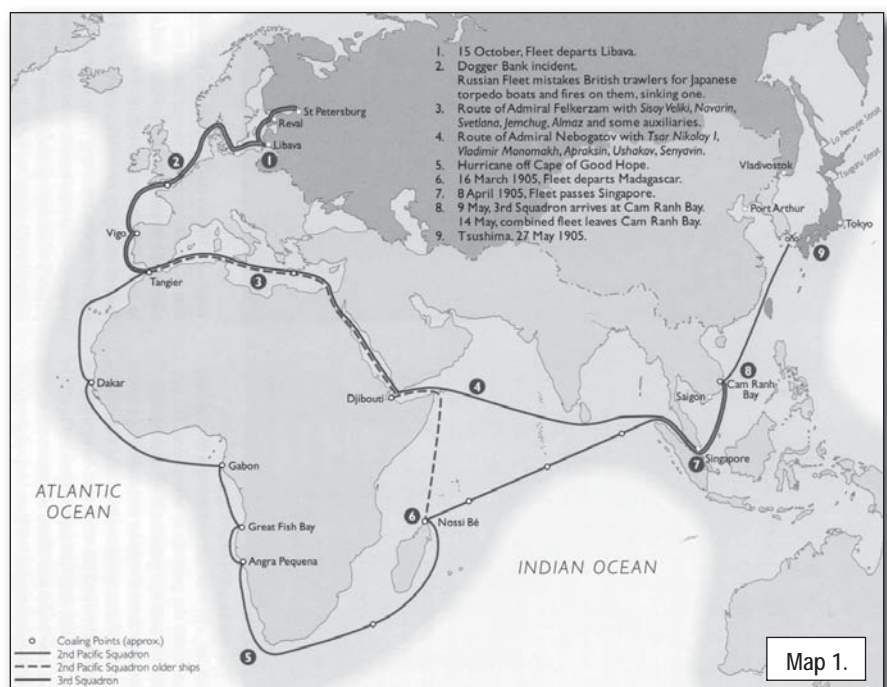 1. 15 October, Fleet departs Libava.
2. Dogger Bank incident.
Russian Fleet mistakes British trawlers for Japanese
torpedo boats and fires on them, sinking one.
3. Route of Admiral Felkerzam with Sisoy Veliki, Navarin,
Svetlana, Jemchug, Almaz and some auxiliaries.
4. Route of Admiral Nebogatov with Tsar Nikolay I,
Vladimir Monomakh, Apraksin, Ushakov, Senyavin.
5. Hurricane off Cape of Good Hope.
6. 16 March 1905, Fleet departs Madagascar.
7. 8 April 1905, Fleet passes Singapore.
8. 9 May, 3rd Squadron arrives at Cam Ranh Bay.
14 May, combined fleet leaves Cam Ranh Bay.
9. Tsushima, 27 May 1905.
St Petersburg
Reval
Libava
1
2
La Perouse Strait
Tsugaru Strait
Vladivostok
Port Arthur
Tokyo
9
Vigo
Tangier
3
Dakar
Djibouti
4
8
Saigon
Cam Ranh
Bay
Gabon
7
Singapore
ATLANTIC
OCEAN
6
Nossi Bé
Great Fish Bay
Angra Pequena
INDIAN OCEAN
5
Coaling Points (approx.)
2nd Pacific Squadron
2nd Pacific Squadron older ships
3rd Squadron
Map 1.